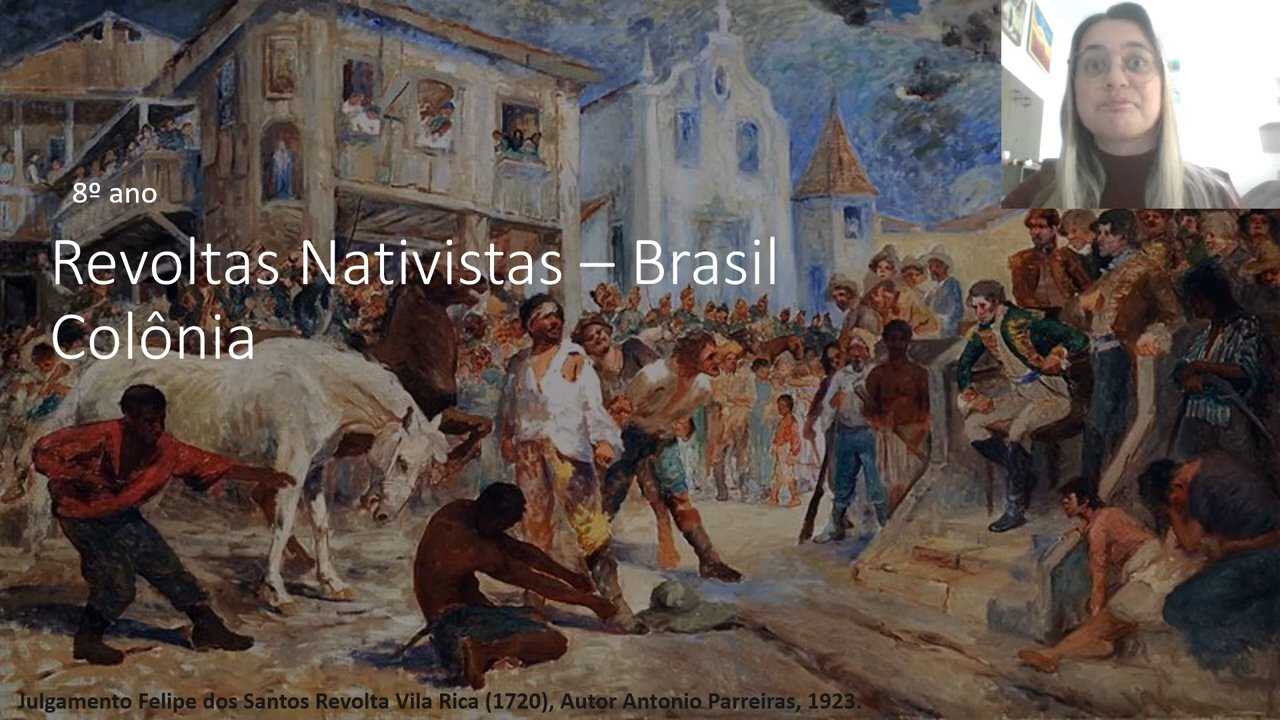 8º ano
Revoltas Nativistas – Brasil
Colônia
Julgamento Felipe dos Santos Revolta Vila Rica (1720), Autor Antonio Parreiras, 1923.